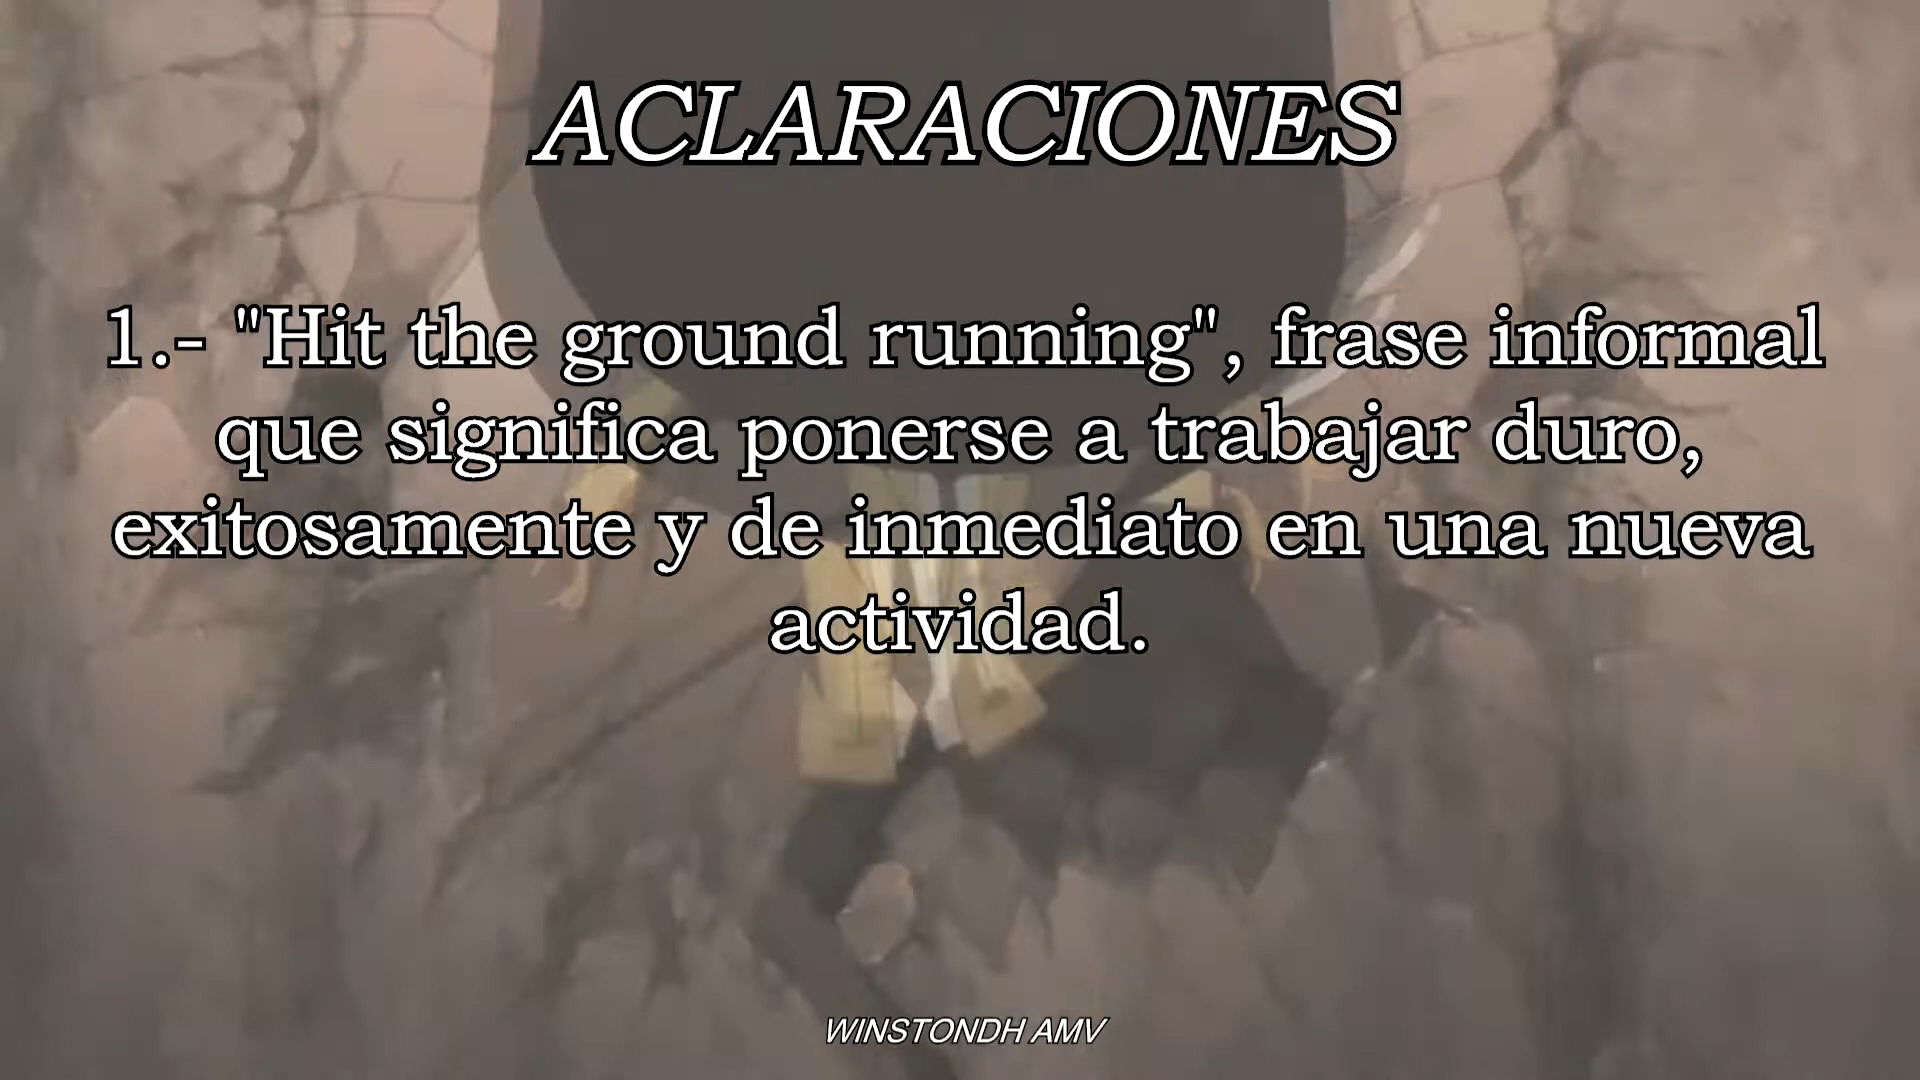 ACLARACIONES
1.- "Hit the ground running", frase informal
que significa ponerse a trabajar duro,
exitosamente y de inmediato en una nueva
actividad.
WINSTONDH AMV